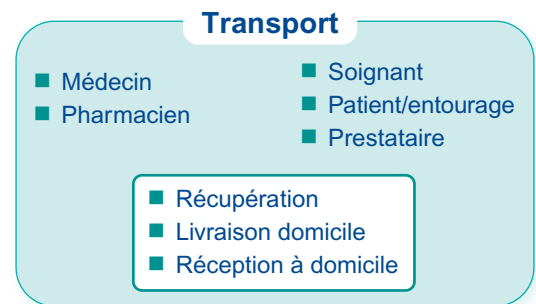 Transport
Médecin
Pharmacien
Soignant
Patient/entourage
Prestataire
Récupération
Livraison domicile
Réception à domicile